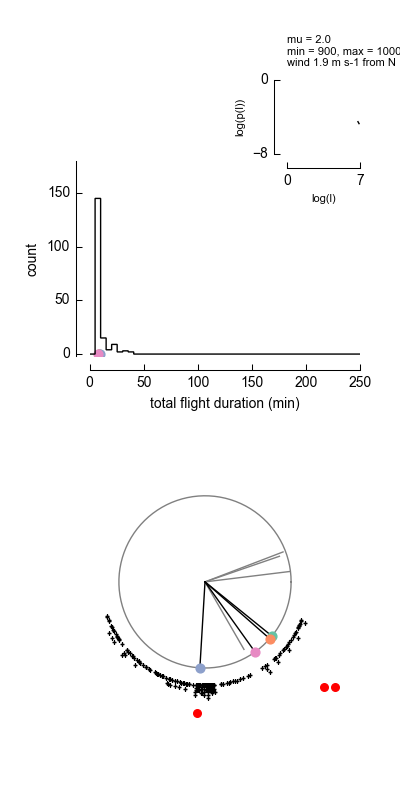 mu = 2.0
min = 900, max = 1000
wind 1.9 m s-1 from N
0
log(p(l))
−8
0
7
log(l)
150
100
count
50
0
0
50
100
150
200
250
total flight duration (min)